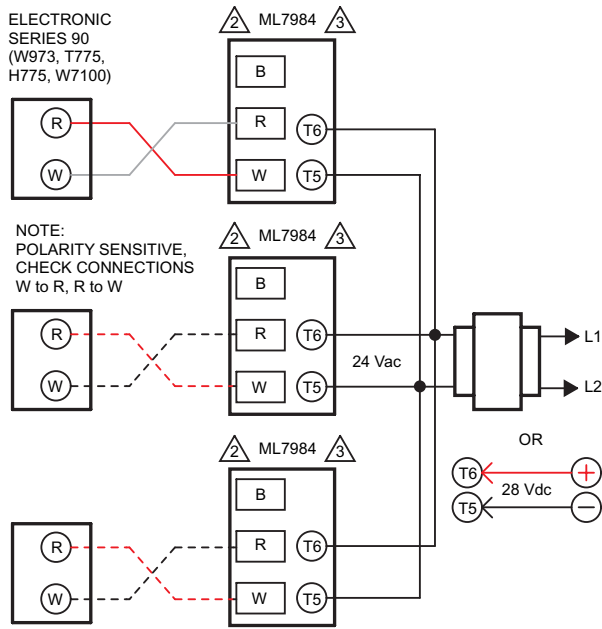 ELECTRONIC
SERIES 90
(W973, T775,
H775, W7100)
2 ML7984 3
B
R R T6
W W T5
NOTE:
POLARITY SENSITIVE,
CHECK CONNECTIONS
W to R, R to W
2 ML7984 3
B
R R T6 L1
24 Vac
W W T5 L2
OR
T6 +
28 Vdc
T5 −
2 ML7984 3
B
R R T6
W W T5